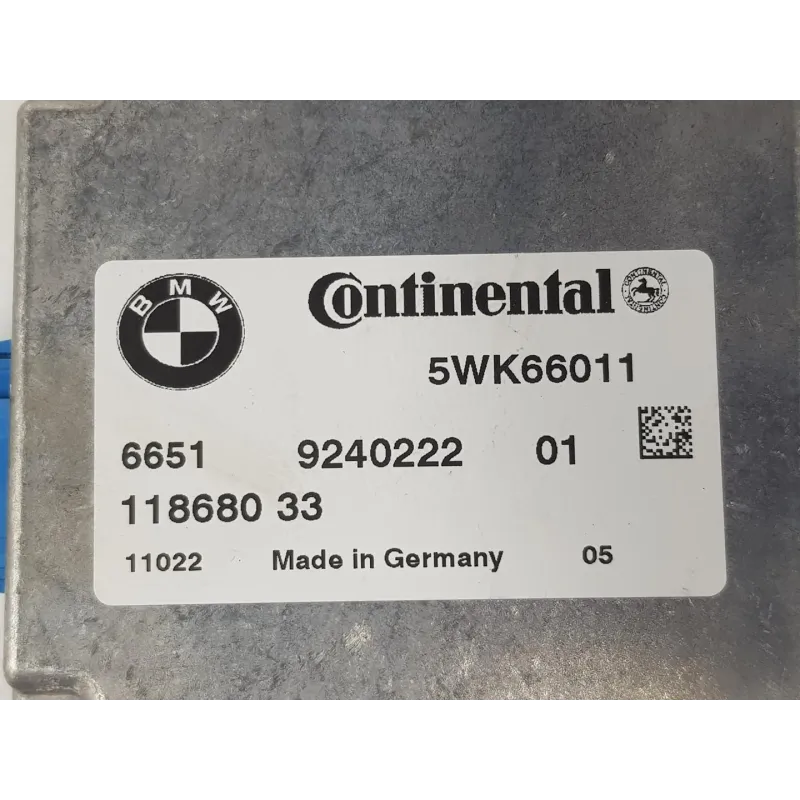 BMW
Continental
5WK66011
6651 9240222 01
118680 33
11022 Made in Germany 05